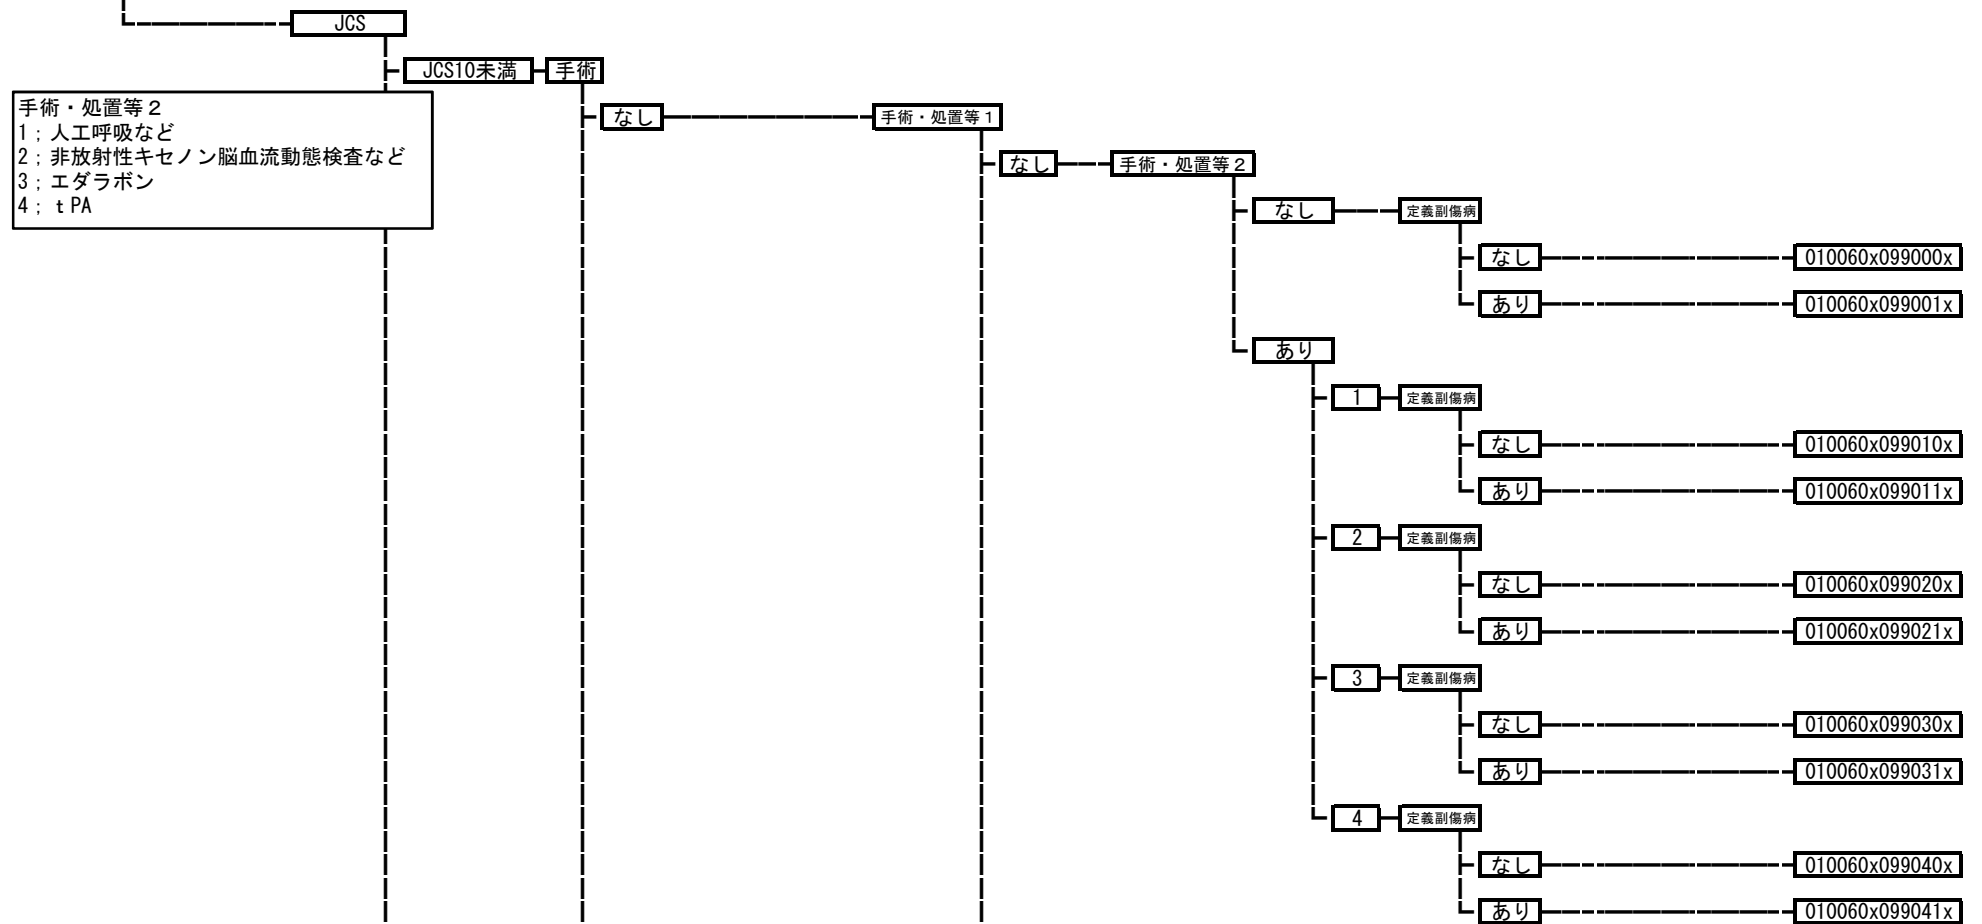 JCS
JCS10未満 手術
手術・処置等２
1；人工呼吸など
2；非放射性キセノン脳血流動態検査など
3；エダラボン
4；ｔPA
なし 手術・処置等１
なし 手術・処置等２
なし 定義副傷病
なし 010060x099000x
あり 010060x099001x
あり
1 定義副傷病
なし 010060x099010x
あり 010060x099011x
2 定義副傷病
なし 010060x099020x
あり 010060x099021x
3 定義副傷病
なし 010060x099030x
あり 010060x099031x
4 定義副傷病
なし 010060x099040x
あり 010060x099041x